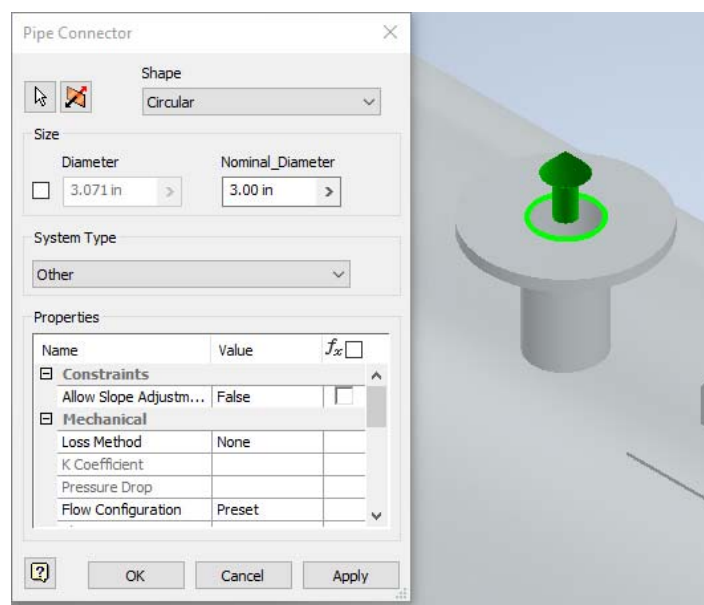 Pipe Connector
Shape
Circular
Size
Diameter
Nominal_Diameter
3.071 in
3.00 in
System Type
Other
Properties
Name Value fx
Constraints
Allow Slope Adjustm... False
Mechanical
Loss Method None
K Coefficient
Pressure Drop
Flow Configuration Preset
OK Cancel Apply